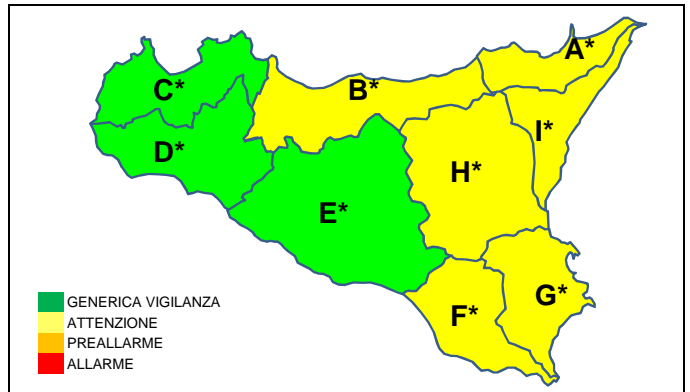 A*
B*
C*
I*
D*
H*
E*
G*
F*
GENERICA VIGILANZA
ATTENZIONE
PREALLARME
ALLARME